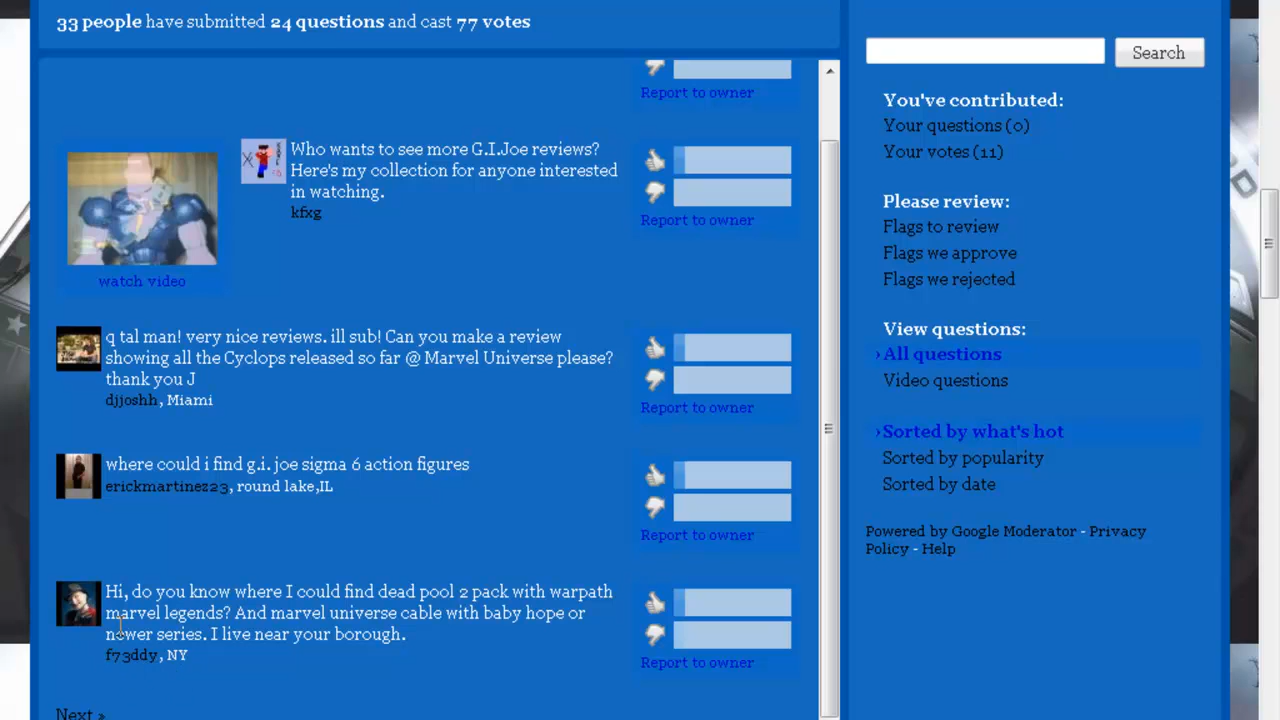 33 people have submitted 24 questions and cast 77 votes
Report to owner
Who wants to see more G.I.Joe reviews?
Here's my collection for anyone interested
in watching.
kfxg
Report to owner
watch video
q tal man! very nice reviews. ill sub! Can you make a review
showing all the Cyclops released so far @ Marvel Universe please?
thank you J
djjoshh, Miami
Report to owner
where could i find g.i. joe sigma 6 action figures
erickmartinez23, round lake,IL
Report to owner
Hi, do you know where I could find dead pool 2 pack with warpath
marvel legends? And marvel universe cable with baby hope or
newer series. I live near your borough.
f73ddy, NY
Report to owner
Next »
Search
You've contributed:
Your questions (0)
Your votes (11)
Please review:
Flags to review
Flags we approve
Flags we rejected
View questions:
›All questions
Video questions
›Sorted by what's hot
Sorted by popularity
Sorted by date
Powered by Google Moderator - Privacy
Policy - Help